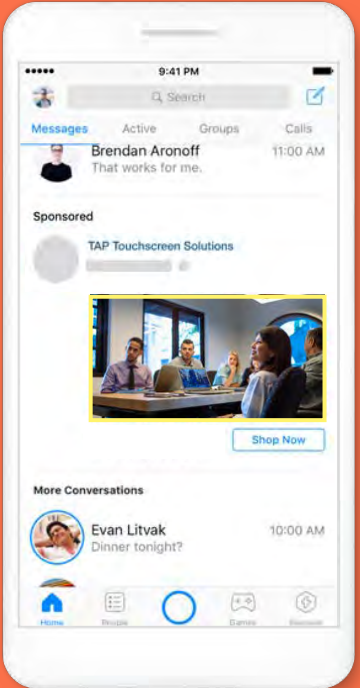 9:41 PM
Search
Messages Active Groups Calls
Brendan Aronoff 11:00 AM
That works for me.
Sponsored
TAP Touchscreen Solutions
Shop Now
More Conversations
Evan Litvak 10:00 AM
Dinner tonight?
Home People Games Discover